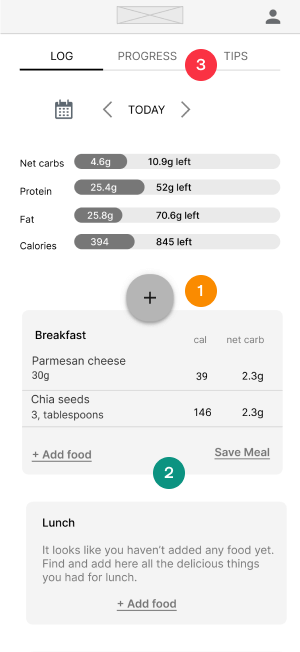 LOG PROGRESS TIPS
3
TODAY
Net carbs 4.6g 10.9g left
Protein 25.4g 52g left
Fat 25.8g 70.6g left
Calories 394 845 left
+ 1
Breakfast cal net carb
Parmesan cheese
30g 39 2.3g
Chia seeds
3, tablespoons 146 2.3g
+ Add food Save Meal
2
Lunch
It looks like you haven't added any food yet.
Find and add here all the delicious things
you had for lunch.
+ Add food